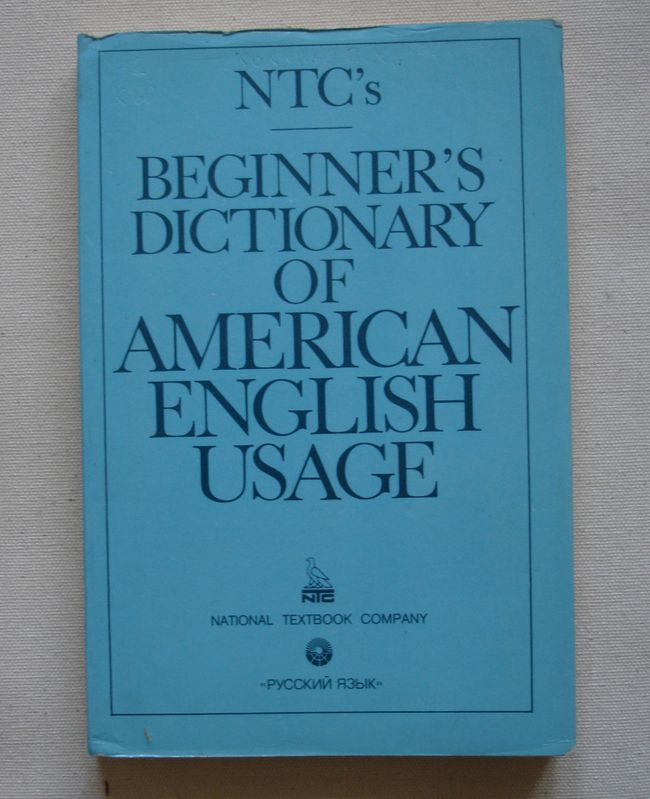 NTC's
BEGINNER'S
DICTIONARY
OF
AMERICAN
ENGLISH
USAGE
NTC
NATIONAL TEXTBOOK COMPANY
«РУССКИЙ ЯЗЫК»